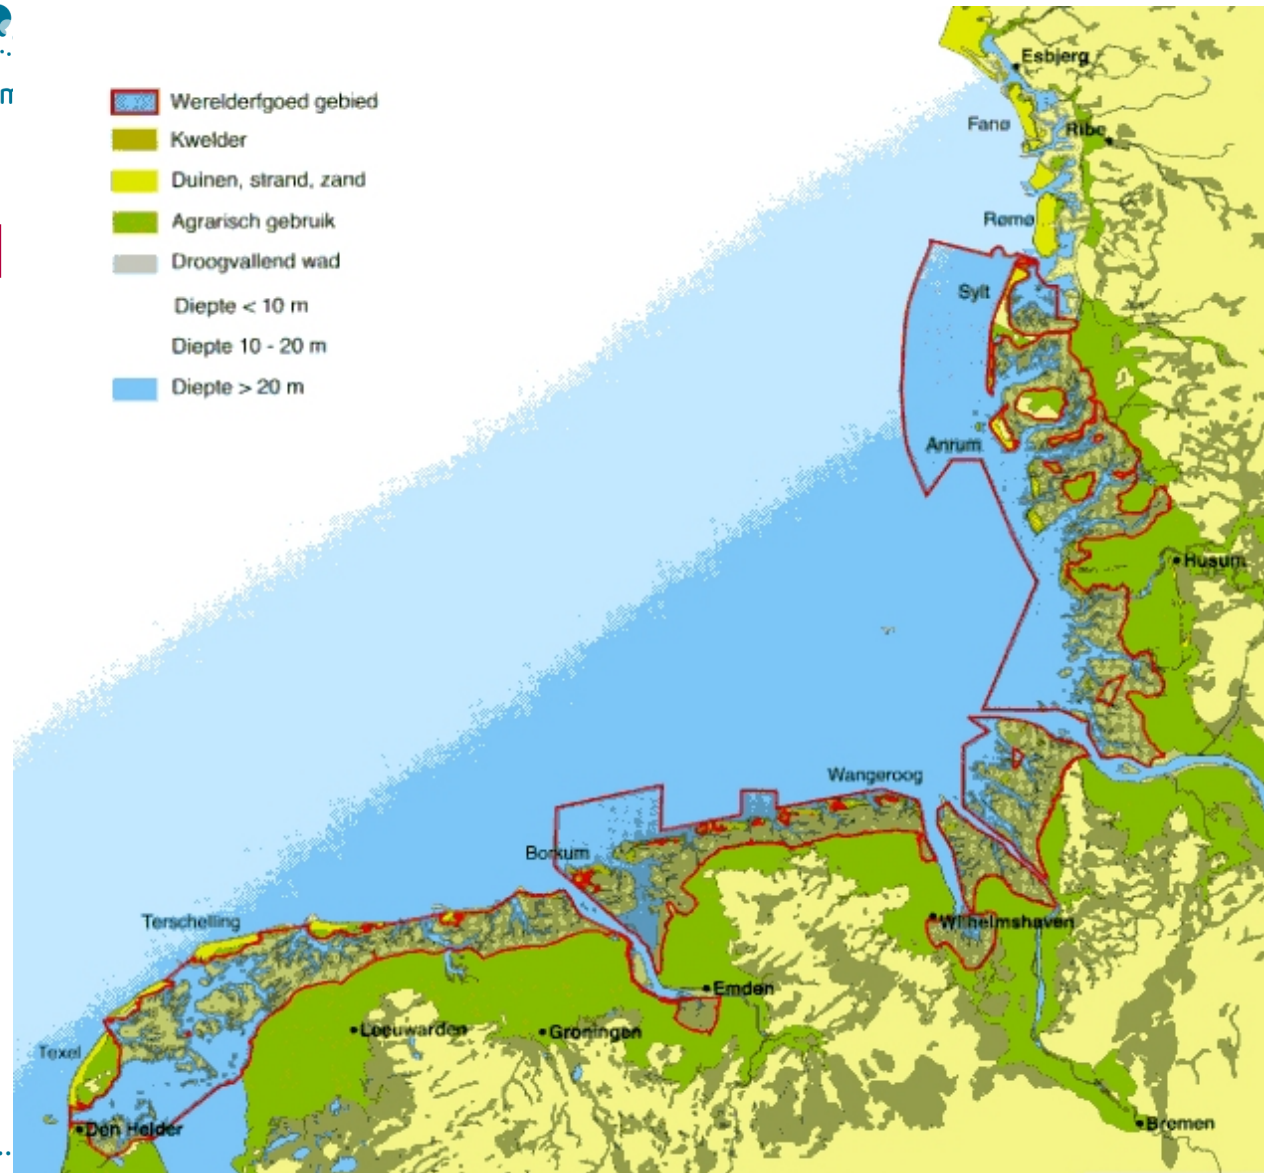 Werelderfgoed gebied
Kwelder
Duinen, strand, zand
Agrarisch gebruik
Droogvallend wad
Diepte < 10 m
Diepte 10 - 20 m
Diepte > 20 m
Esbjerg
Fanø
Ribe
Rømø
Sylt
Anrum
Husum
Wangeroog
Borkum
Terschelling
Wilhelmshaven
Emden
Leeuwarden
Groningen
Texel
Den Helder
Bremen